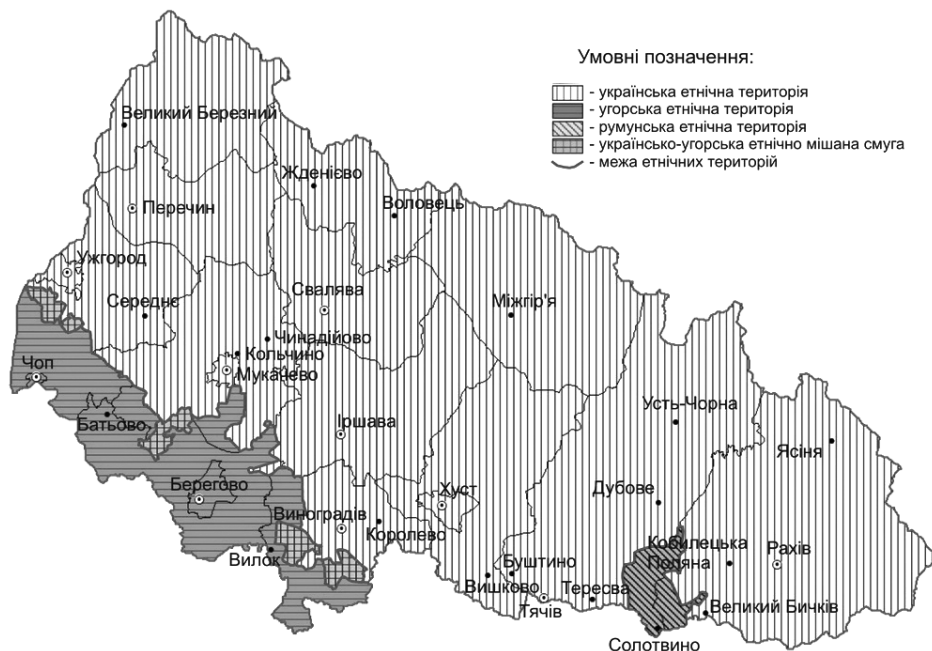 Умовні позначення:
- українська етнічна територія
- угорська етнічна територія
- румунська етнічна територія
- українсько-угорська етнічно мішана смуга
- межа етнічних територій
Великий Березний
Жденієво
Воловець
Перечин
Ужгород
Середнє
Свалява
Міжгір'я
Чинадійово
Кольчино
Мукачево
Чоп
Батьово
Іршава
Усть-Чорна
Ясіня
Берегово
Виноградів
Хуст
Дубове
Королево
Вилок
Кобилецька
Поляна
Рахів
Буштино
Вишково
Тячів
Тересва
Великий Бичків
Солотвино